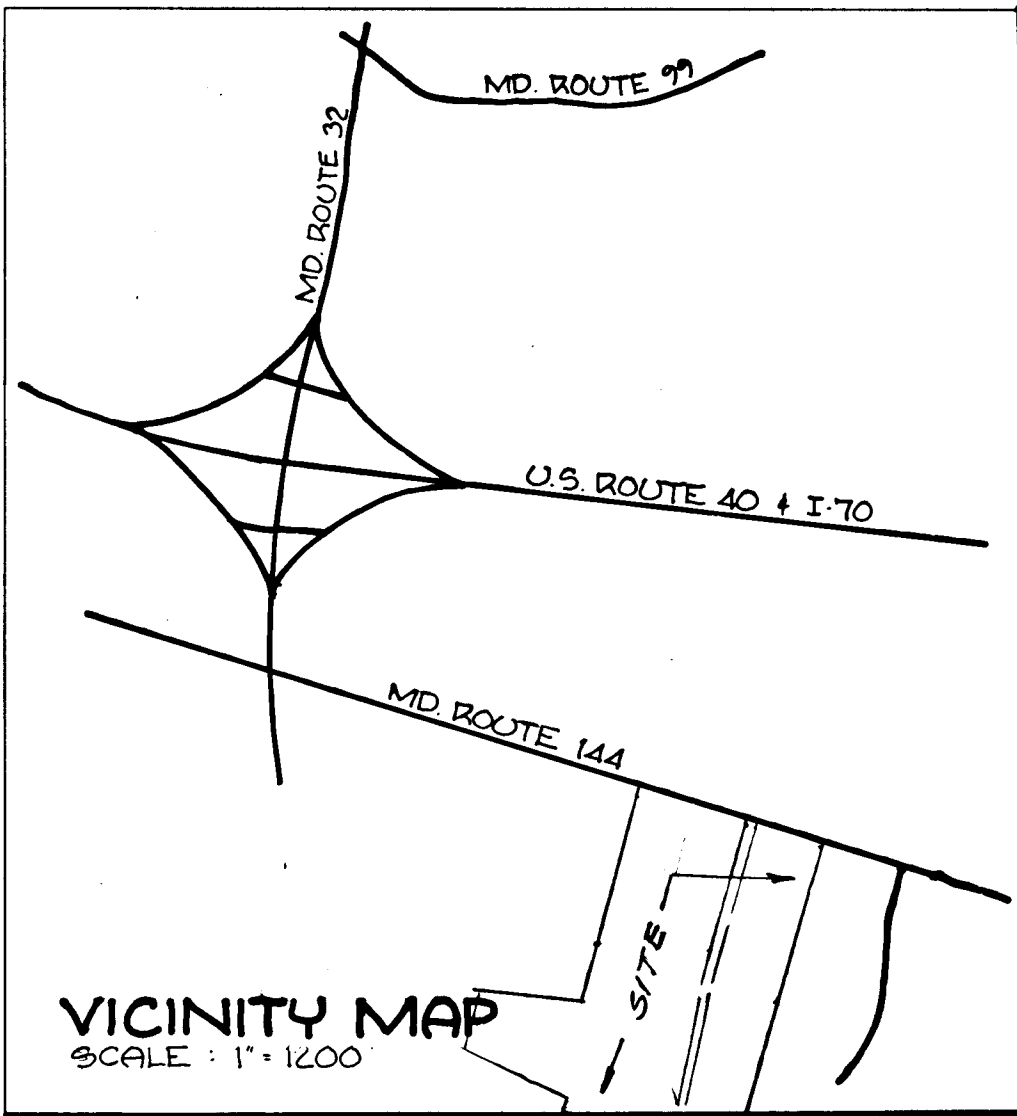 MD. ROUTE 99
MD. ROUTE 32
U.S. ROUTE 40 & I-70
MD. ROUTE 144
SITE
VICINITY MAP
SCALE : 1" = 1200